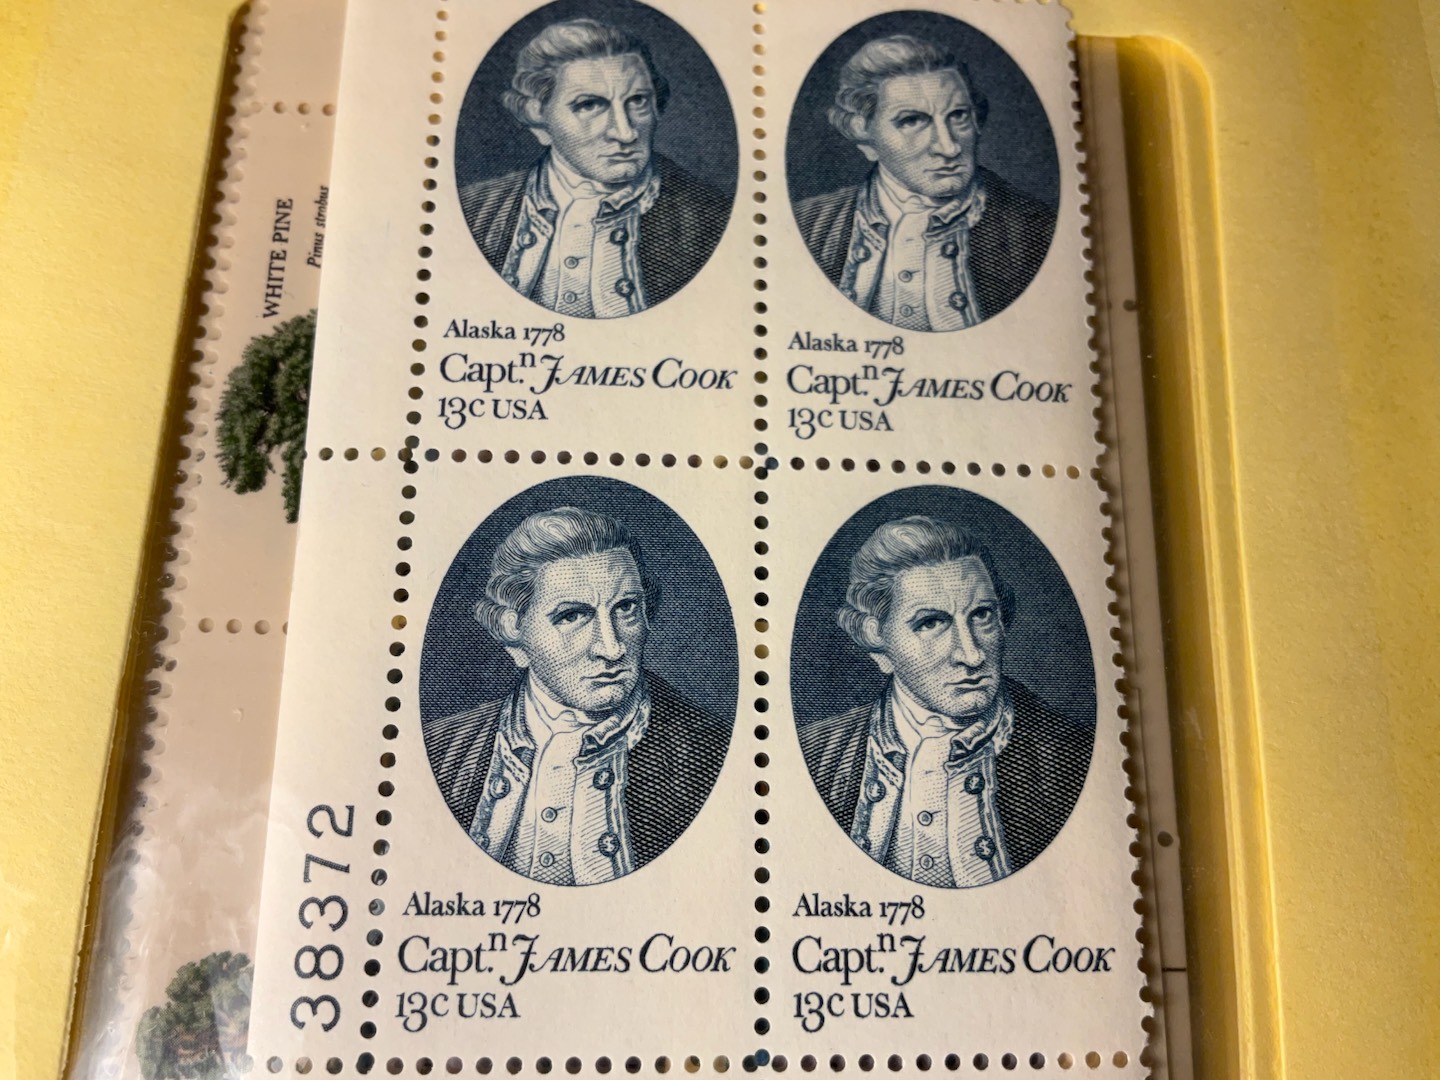 WHITE PINE
Pinus strobus
Alaska 1778
Capt.ⁿ JAMES COOK
13c USA
Alaska 1778
Capt.ⁿ JAMES COOK
13c USA
38372
Alaska 1778
Capt.ⁿ JAMES COOK
13c USA
Alaska 1778
Capt.ⁿ JAMES COOK
13c USA